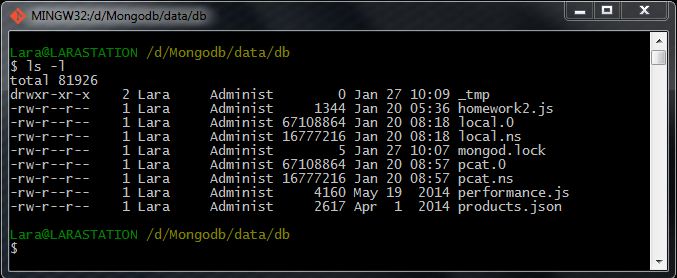 MINGW32:/d/Mongodb/data/db
Lara@LARASTATION /d/Mongodb/data/db
$ ls -l
total 81926
drwxr-xr-x    2 Lara     Administ        0 Jan 27 10:09 _tmp
-rw-r--r--    1 Lara     Administ     1344 Jan 20 05:36 homework2.js
-rw-r--r--    1 Lara     Administ 67108864 Jan 20 08:18 local.0
-rw-r--r--    1 Lara     Administ 16777216 Jan 20 08:18 local.ns
-rw-r--r--    1 Lara     Administ        5 Jan 27 10:07 mongod.lock
-rw-r--r--    1 Lara     Administ 67108864 Jan 20 08:57 pcat.0
-rw-r--r--    1 Lara     Administ 16777216 Jan 20 08:57 pcat.ns
-rw-r--r--    1 Lara     Administ     4160 May 19  2014 performance.js
-rw-r--r--    1 Lara     Administ     2617 Apr  1  2014 products.json
Lara@LARASTATION /d/Mongodb/data/db
$